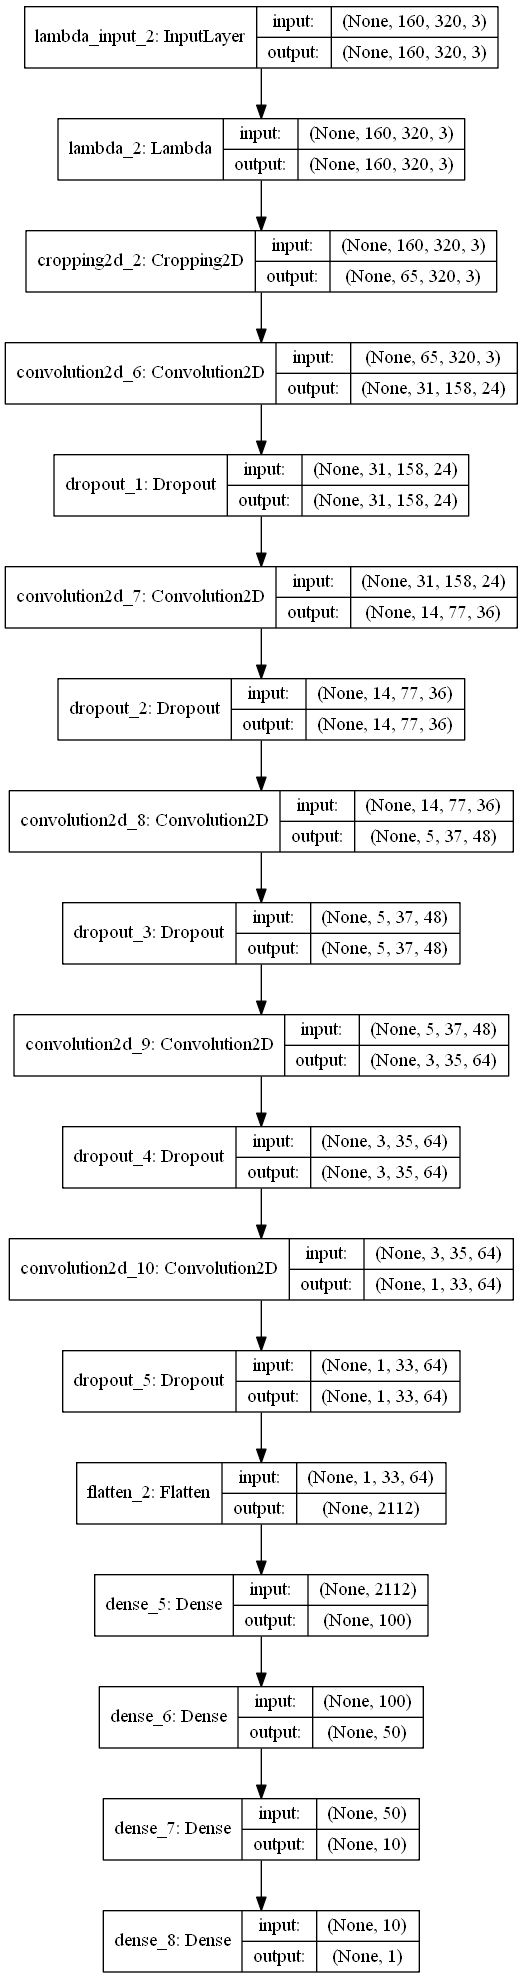 lambda_input_2: InputLayer
input: (None, 160, 320, 3)
output: (None, 160, 320, 3)
lambda_2: Lambda
input: (None, 160, 320, 3)
output: (None, 160, 320, 3)
cropping2d_2: Cropping2D
input: (None, 160, 320, 3)
output: (None, 65, 320, 3)
convolution2d_6: Convolution2D
input: (None, 65, 320, 3)
output: (None, 31, 158, 24)
dropout_1: Dropout
input: (None, 31, 158, 24)
output: (None, 31, 158, 24)
convolution2d_7: Convolution2D
input: (None, 31, 158, 24)
output: (None, 14, 77, 36)
dropout_2: Dropout
input: (None, 14, 77, 36)
output: (None, 14, 77, 36)
convolution2d_8: Convolution2D
input: (None, 14, 77, 36)
output: (None, 5, 37, 48)
dropout_3: Dropout
input: (None, 5, 37, 48)
output: (None, 5, 37, 48)
convolution2d_9: Convolution2D
input: (None, 5, 37, 48)
output: (None, 3, 35, 64)
dropout_4: Dropout
input: (None, 3, 35, 64)
output: (None, 3, 35, 64)
convolution2d_10: Convolution2D
input: (None, 3, 35, 64)
output: (None, 1, 33, 64)
dropout_5: Dropout
input: (None, 1, 33, 64)
output: (None, 1, 33, 64)
flatten_2: Flatten
input: (None, 1, 33, 64)
output: (None, 2112)
dense_5: Dense
input: (None, 2112)
output: (None, 100)
dense_6: Dense
input: (None, 100)
output: (None, 50)
dense_7: Dense
input: (None, 50)
output: (None, 10)
dense_8: Dense
input: (None, 10)
output: (None, 1)